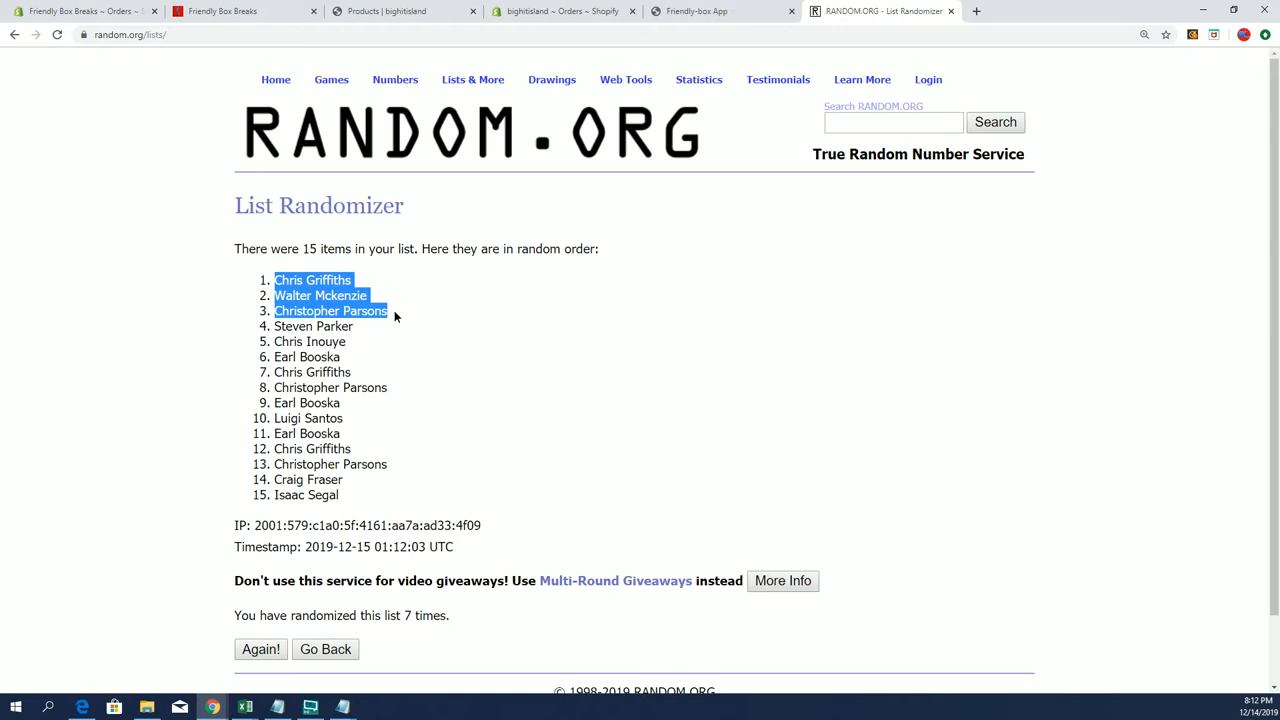 Friendly Box Breaks ~ Orders ~ S
Friendly Box Breaks
Products | bighitisland
bighitisland ~ Orders ~ Shopify
Friendly-box App
RANDOM.ORG - List Randomizer
random.org/lists/
Home Games Numbers Lists & More Drawings Web Tools Statistics Testimonials Learn More Login
RANDOM.ORG
Search RANDOM.ORG
Search
True Random Number Service
List Randomizer
There were 15 items in your list. Here they are in random order:
1. Chris Griffiths
2. Walter Mckenzie
3. Christopher Parsons
4. Steven Parker
5. Chris Inouye
6. Earl Booska
7. Chris Griffiths
8. Christopher Parsons
9. Earl Booska
10. Luigi Santos
11. Earl Booska
12. Chris Griffiths
13. Christopher Parsons
14. Craig Fraser
15. Isaac Segal
IP: 2001:579:c1a0:5f:4161:aa7a:ad33:4f09
Timestamp: 2019-12-15 01:12:03 UTC
Don't use this service for video giveaways! Use Multi-Round Giveaways instead More Info
You have randomized this list 7 times.
Again! Go Back
© 1998-2019 RANDOM.ORG
8:12 PM
12/14/2019